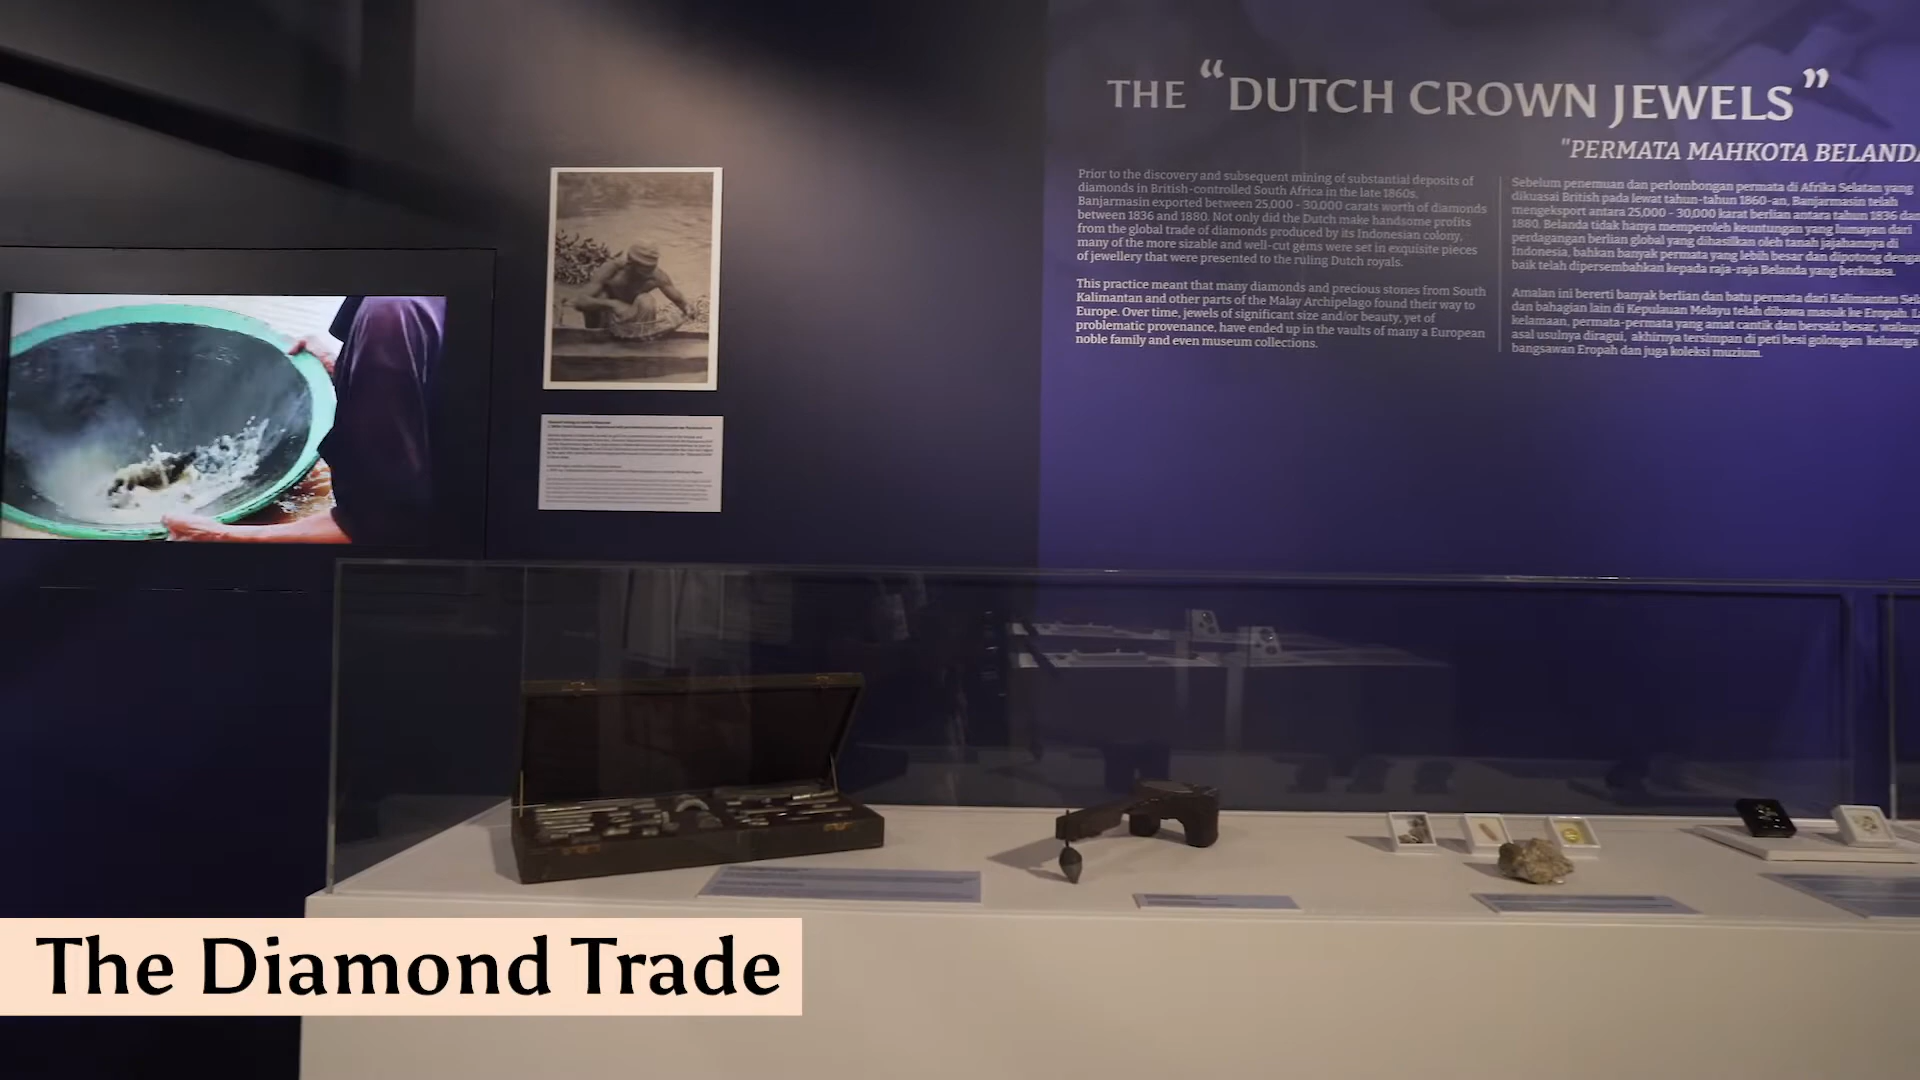 THE "DUTCH CROWN JEWELS"
"PERMATA MAHKOTA BELANDA
Prior to the discovery and subsequent mining of substantial deposits of
diamonds in British-controlled South Africa in the late 1860s,
Banjarmasin exported between 25,000 - 30,000 carats worth of diamonds
between 1836 and 1880. Not only did the Dutch make handsome profits
from the global trade of diamonds produced by its Indonesian colony,
many of the more sizable and well-cut gems were set in exquisite pieces
of jewellery that were presented to the ruling Dutch royals.
This practice meant that many diamonds and precious stones from South
Kalimantan and other parts of the Malay Archipelago found their way to
Europe. Over time, jewels of significant size and/or beauty, yet of
problematic provenance, have ended up in the vaults of many a European
noble family and even museum collections.
Sebelum penemuan dan perlombongan permata di Afrika Selatan yang
dikuasai British pada lewat tahun-tahun 1860-an, Banjarmasin telah
mengeksport antara 25,000 - 30,000 karat berlian antara tahun 1836 dan
1880. Belanda tidak hanya memperoleh keuntungan yang lumayan dari
perdagangan berlian global yang dihasilkan oleh tanah jajahannya di
Indonesia, bahkan banyak permata yang lebih besar dan dipotong dengan
baik telah dipersembahkan kepada raja-raja Belanda yang berkuasa.
Amalan ini bererti banyak berlian dan batu permata dari Kalimantan Sela
dan bahagian lain di Kepulauan Melayu telah dibawa masuk ke Eropah. La
kelamaan, permata-permata yang amat cantik dan bersaiz besar, walaup
asal usulnya diragui, akhirnya tersimpan di peti besi golongan keluarga
bangsawan Eropah dan juga koleksi muzium.
The Diamond Trade